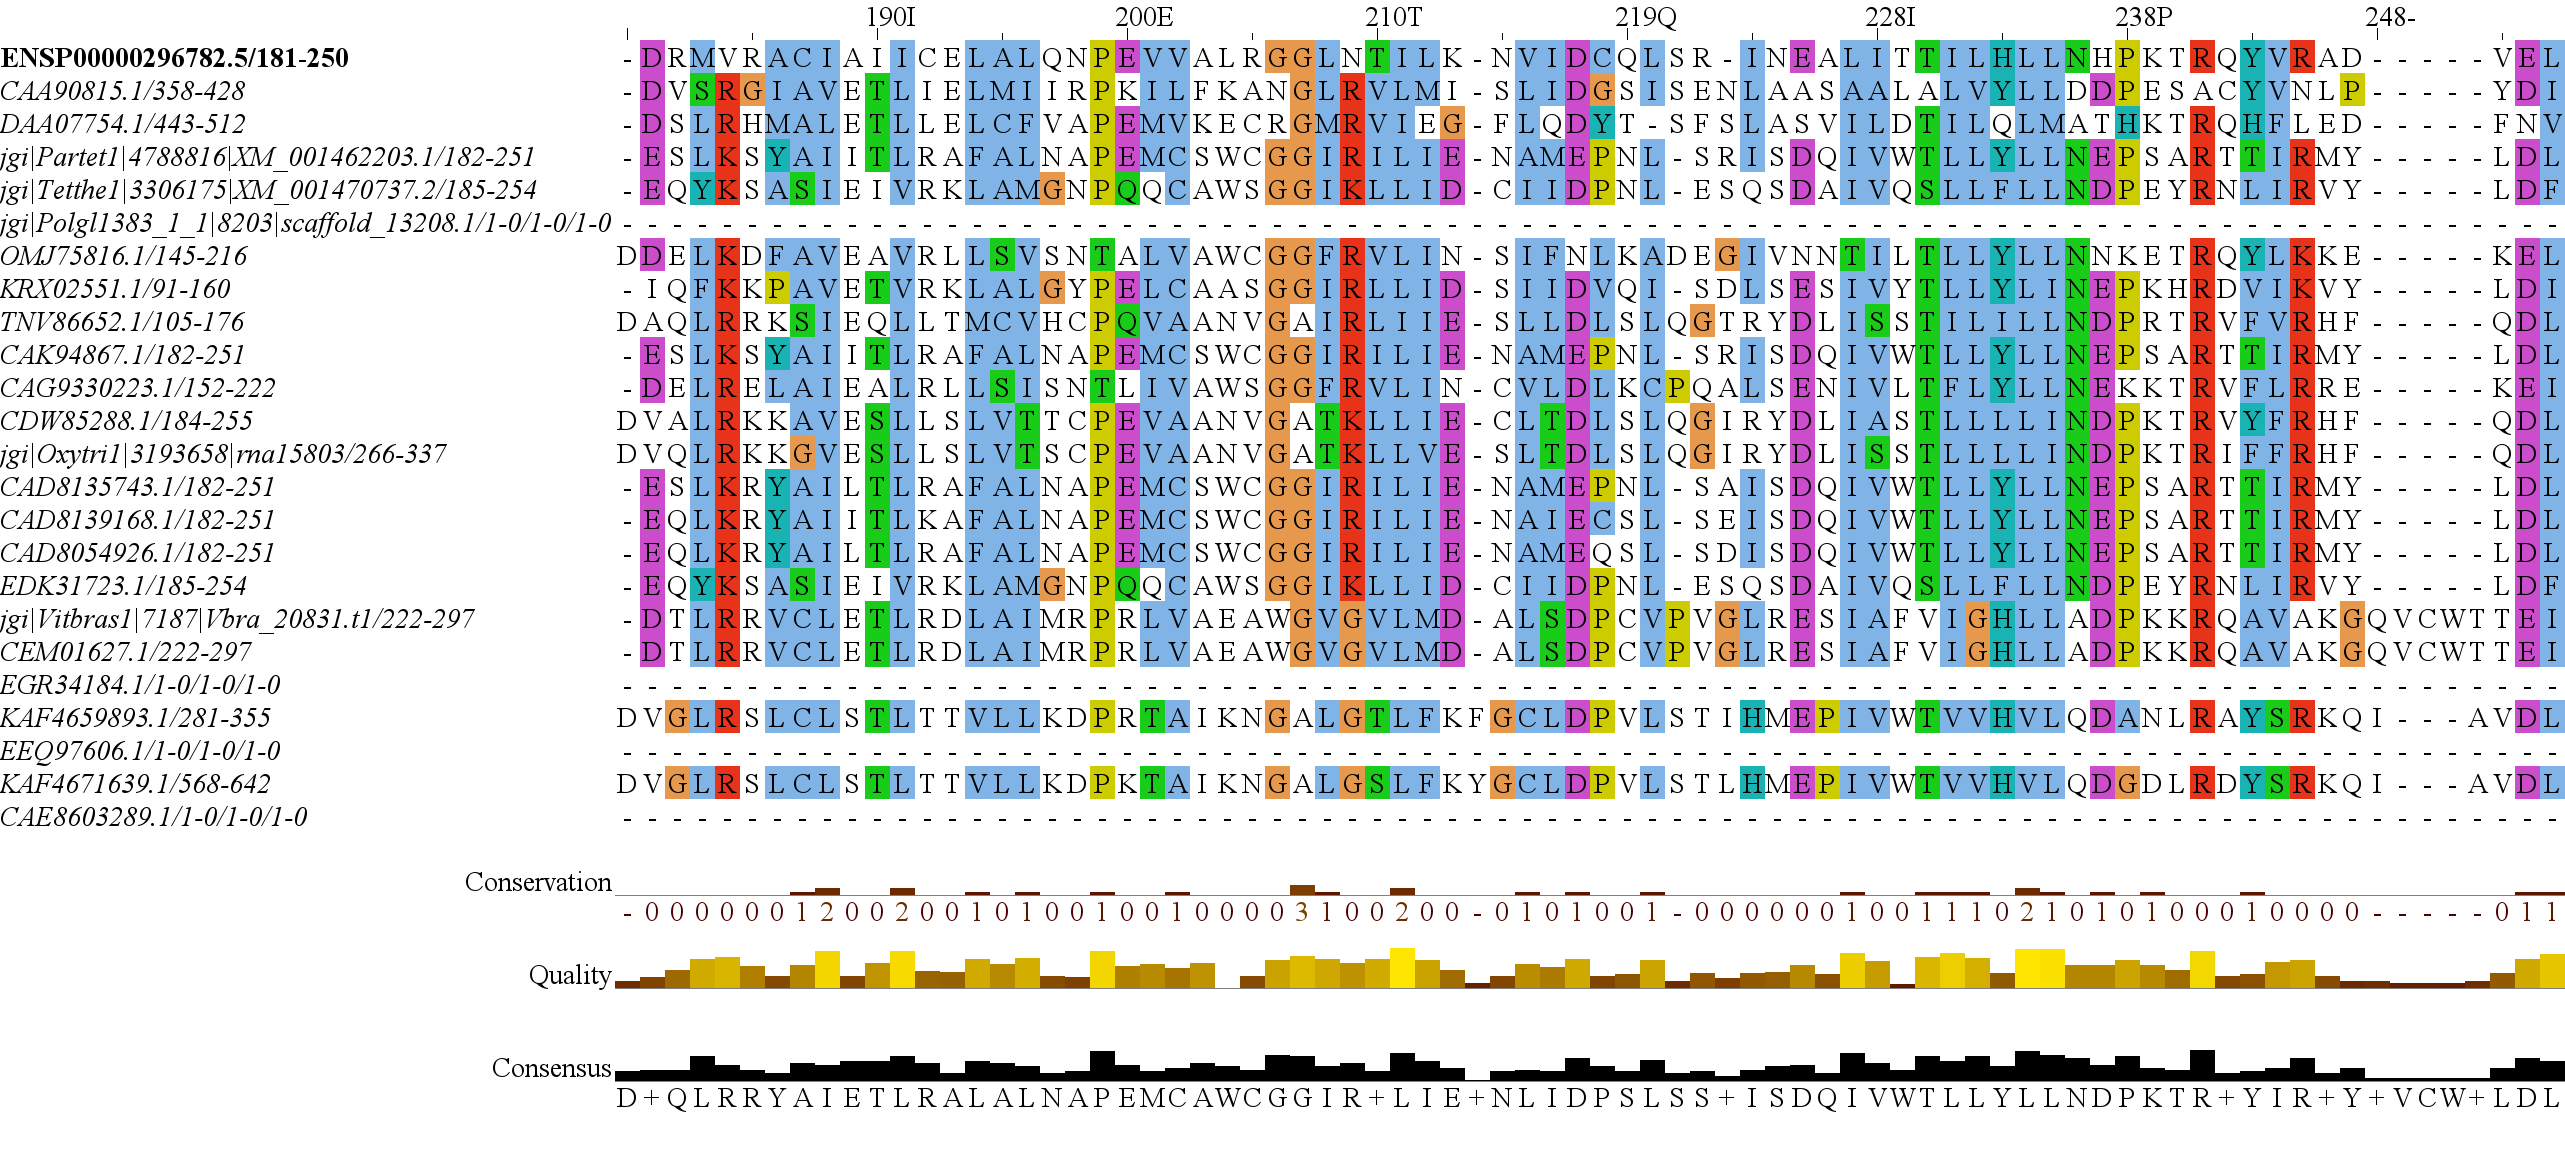 190I 200E 210T 219Q 228I 238P 248-
ENSP00000296782.5/181-250 -DRMVRACIAIICELALQNPEVVALRGGLNTILK-NVIDCQLSR-INEALITTILHLLNHPKTRQYVRAD-----VEL
CAA90815.1/358-428 -DVSRGIAVETLIELMIIRPKILFKANGLRVLMI-SLIDGSISENLAASAALALVYLLDDPESACYVNLP-----YDI
DAA07754.1/443-512 -DSLRHMALETLLELCFVAPEMVKECRGMRVIEG-FLQDYT-SFSLASVILDTILQLMATHKTRQHFLED-----FNV
jgi|Partet1|4788816|XM_001462203.1/182-251 -ESLKSYAIITLRAFALNAPEMCSWCGGIRILIE-NAMEPNL-SRISDQIVWTLLYLLNEPSARTTIRMY-----LDL
jgi|Tetthe1|3306175|XM_001470737.2/185-254 -EQYKSASIEIVRKLAMGNPQQCAWSGGIKLLID-CIIDPNL-ESQSDAIVQSLLFLLNDPEYRNLIRVY-----LDF
jgi|Polgl1383_1_1|8203|scaffold_13208.1/1-0/1-0/1-0 ------------------------------------------------------------------------------
OMJ75816.1/145-216 DDELKDFAVEAVRLLSVSNTALVAWCGGFRVLIN-SIFNLKADEGIVNNTILTLLYLLNNKETRQYLKKE-----KEL
KRX02551.1/91-160 -IQFKKPAVETVRKLALGYPELCAASGGIRLLID-SIIDVQI-SDLSESIVYTLLYLINEPKHRDVIKVY-----LDI
TNV86652.1/105-176 DAQLRRKSIEQLLTMCVHCPQVAANVGAIRLIIE-SLLDLSLQGTRYDLISSTILILLNDPRTRVFVRHF-----QDL
CAK94867.1/182-251 -ESLKSYAIITLRAFALNAPEMCSWCGGIRILIE-NAMEPNL-SRISDQIVWTLLYLLNEPSARTTIRMY-----LDL
CAG9330223.1/152-222 -DELRELAIEALRLLSISNTLIVAWSGGFRVLIN-CVLDLKCPQALSENIVLTFLYLLNEKKTRVFLRRE-----KEI
CDW85288.1/184-255 DVALRKKAVESLLSLVTTCPEVAANVGATKLLIE-CLTDLSLQGIRYDLIASTLLLLINDPKTRVYFRHF-----QDL
jgi|Oxytri1|3193658|rna15803/266-337 DVQLRKKGVESLLSLVTSCPEVAANVGATKLLVE-SLTDLSLQGIRYDLISSTLLLLINDPKTRIFFRHF-----QDL
CAD8135743.1/182-251 -ESLKRYAILTLRAFALNAPEMCSWCGGIRILIE-NAMEPNL-SAISDQIVWTLLYLLNEPSARTTIRMY-----LDL
CAD8139168.1/182-251 -EQLKRYAIITLKAFALNAPEMCSWCGGIRILIE-NAIECSL-SEISDQIVWTLLYLLNEPSARTTIRMY-----LDL
CAD8054926.1/182-251 -EQLKRYAILTLRAFALNAPEMCSWCGGIRILIE-NAMEQSL-SDISDQIVWTLLYLLNEPSARTTIRMY-----LDL
EDK31723.1/185-254 -EQYKSASIEIVRKLAMGNPQQCAWSGGIKLLID-CIIDPNL-ESQSDAIVQSLLFLLNDPEYRNLIRVY-----LDF
jgi|Vitbras1|7187|Vbra_20831.t1/222-297 -DTLRRVCLETLRDLAIMRPRLVAEAWGVGVLMD-ALSDPCVPVGLRESIAFVIGHLLADPKKRQAVAKGQVCWTTEI
CEM01627.1/222-297 -DTLRRVCLETLRDLAIMRPRLVAEAWGVGVLMD-ALSDPCVPVGLRESIAFVIGHLLADPKKRQAVAKGQVCWTTEI
EGR34184.1/1-0/1-0/1-0 ------------------------------------------------------------------------------
KAF4659893.1/281-355 DVGLRSLCLSTLTTVLLKDPRTAIKNGALGTLFKFGCLDPVLSTIHMEPIVWTVVHVLQDANLRAYSRKQI---AVDL
EEQ97606.1/1-0/1-0/1-0 ------------------------------------------------------------------------------
KAF4671639.1/568-642 DVGLRSLCLSTLTTVLLKDPKTAIKNGALGSLFKYGCLDPVLSTLHMEPIVWTVVHVLQDGDLRDYSRKQI---AVDL
CAE8603289.1/1-0/1-0/1-0 ------------------------------------------------------------------------------
Conservation
-000000120020010100100100003100200-0101001-000000100111021010100010000-----011
Quality
Consensus
D+QLRRYAIETLRALALNAPEMCAWCGGIR+LIE+NLIDPSLSS+ISDQIVWTLLYLLNDPKTR+YIR+Y+VCW+LDL